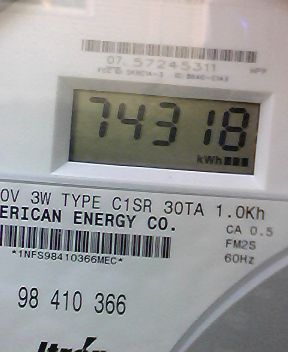 07 57245311
74318
kWh
0V 3W TYPE C1SR 30TA 1.0Kh
ERICAN ENERGY CO.
CA 0.5
FM2S
60Hz
*1NFS98410366MEC*
98 410 366
Itrón